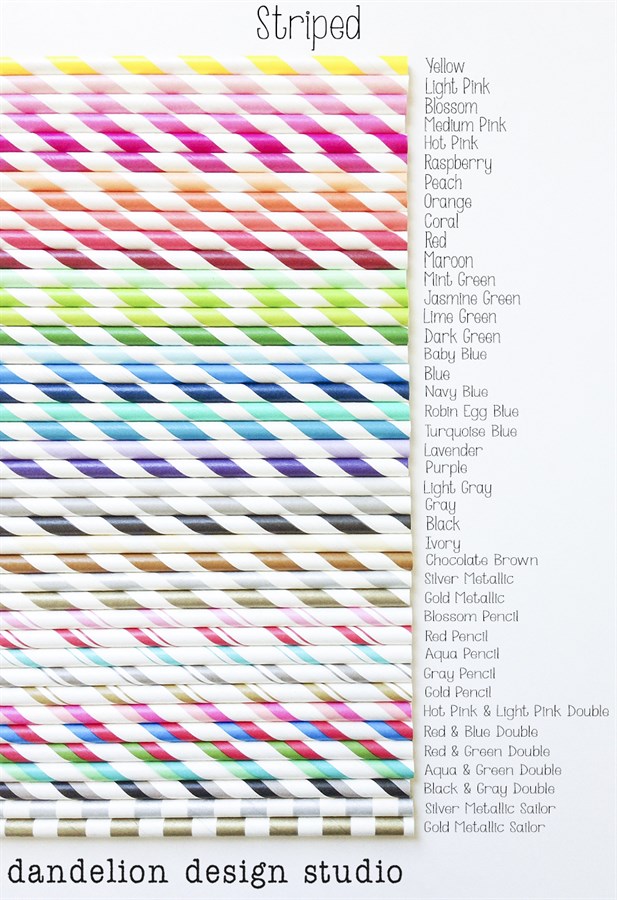 Striped
Yellow
Light Pink
Blossom
Medium Pink
Hot Pink
Raspberry
Peach
Orange
Coral
Red
Maroon
Mint Green
Jasmine Green
Lime Green
Dark Green
Baby Blue
Blue
Navy Blue
Robin Egg Blue
Turquoise Blue
Lavender
Purple
Light Gray
Gray
Black
Ivory
Chocolate Brown
Silver Metallic
Gold Metallic
Blossom Pencil
Red Pencil
Aqua Pencil
Gray Pencil
Gold Pencil
Hot Pink & Light Pink Double
Red & Blue Double
Red & Green Double
Aqua & Green Double
Black & Gray Double
Silver Metallic Sailor
Gold Metallic Sailor
dandelion design studio